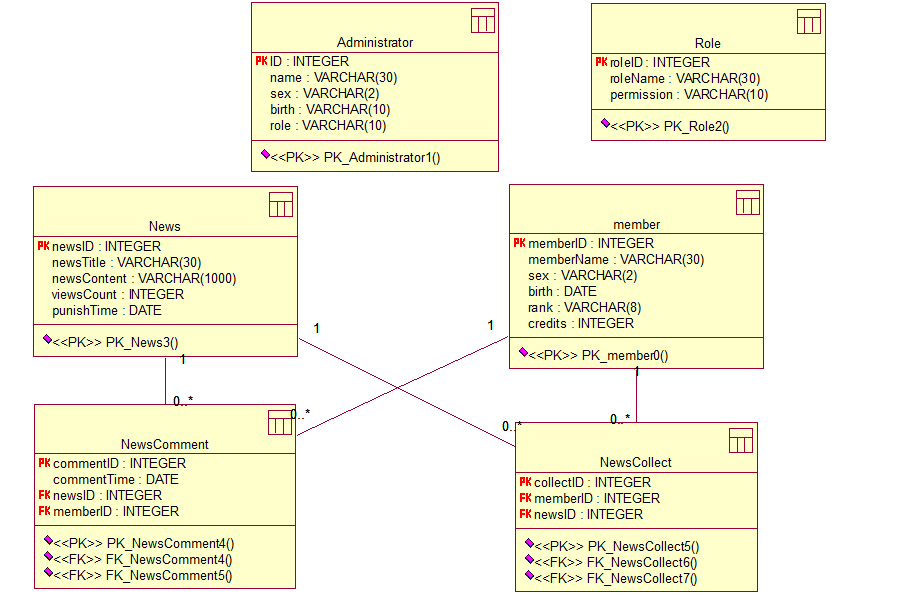 Administrator
PK ID : INTEGER
name : VARCHAR(30)
sex : VARCHAR(2)
birth : VARCHAR(10)
role : VARCHAR(10)
<<PK>> PK_Administrator1()
Role
PK roleID : INTEGER
roleName : VARCHAR(30)
permission : VARCHAR(10)
<<PK>> PK_Role2()
News
PK newsID : INTEGER
newsTitle : VARCHAR(30)
newsContent : VARCHAR(1000)
viewsCount : INTEGER
punishTime : DATE
<<PK>> PK_News3()
member
PK memberID : INTEGER
memberName : VARCHAR(30)
sex : VARCHAR(2)
birth : DATE
rank : VARCHAR(8)
credits : INTEGER
<<PK>> PK_member0()
1
1
1
1
0..*
0..*
0..*
0..*
NewsComment
PK commentID : INTEGER
commentTime : DATE
FK newsID : INTEGER
FK memberID : INTEGER
<<PK>> PK_NewsComment4()
<<FK>> FK_NewsComment4()
<<FK>> FK_NewsComment5()
NewsCollect
PK collectID : INTEGER
FK memberID : INTEGER
FK newsID : INTEGER
<<PK>> PK_NewsCollect5()
<<FK>> FK_NewsCollect6()
<<FK>> FK_NewsCollect7()